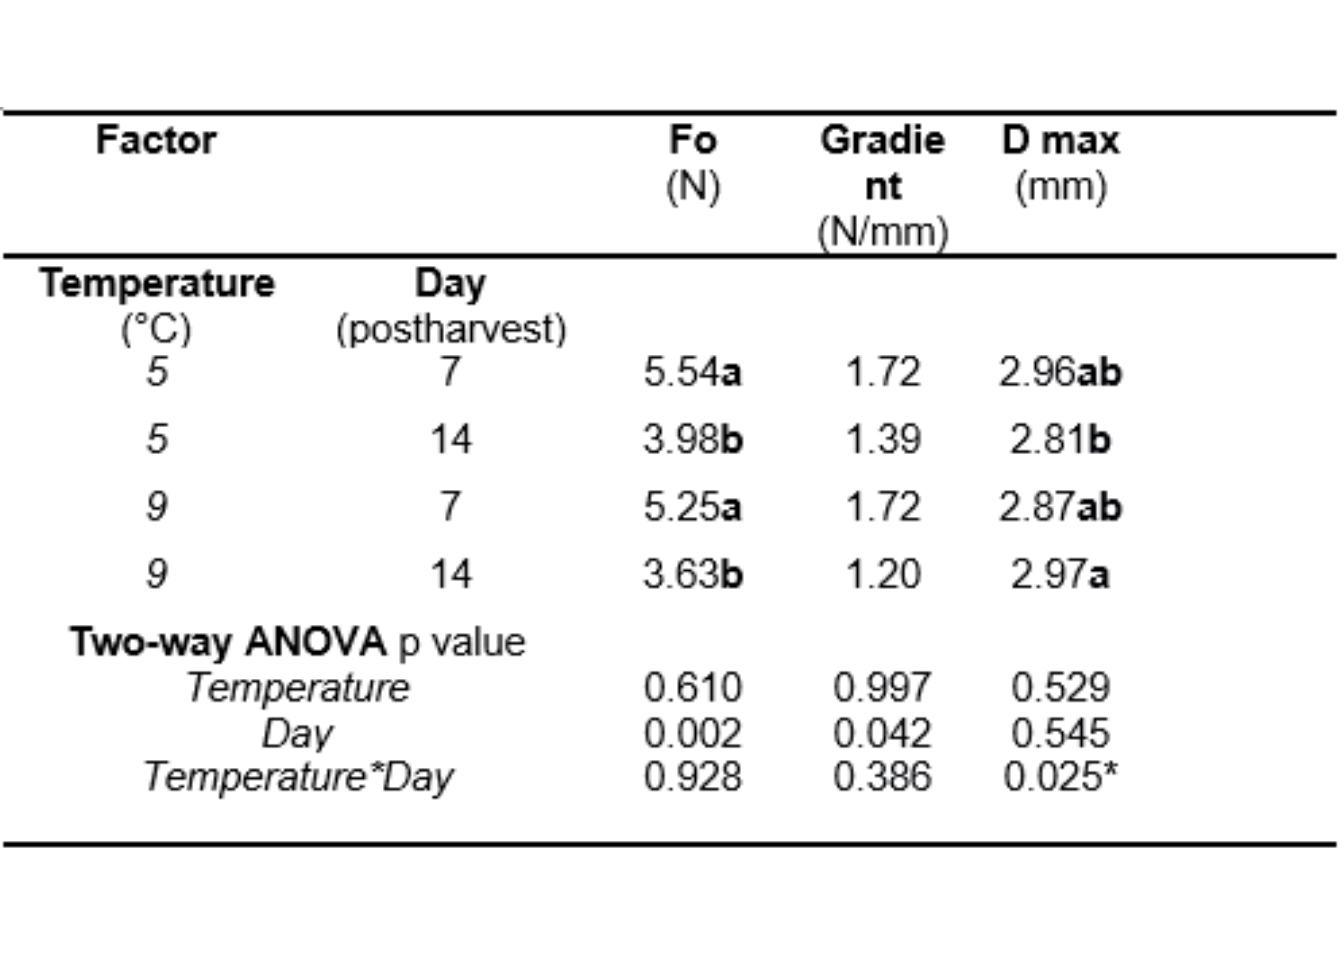 Factor Fo Gradie D max
(N) nt (mm)
(N/mm)
Temperature Day
(°C) (postharvest)
5 7 5.54a 1.72 2.96ab
5 14 3.98b 1.39 2.81b
9 7 5.25a 1.72 2.87ab
9 14 3.63b 1.20 2.97a
Two-way ANOVA p value
Temperature 0.610 0.997 0.529
Day 0.002 0.042 0.545
Temperature*Day 0.928 0.386 0.025*